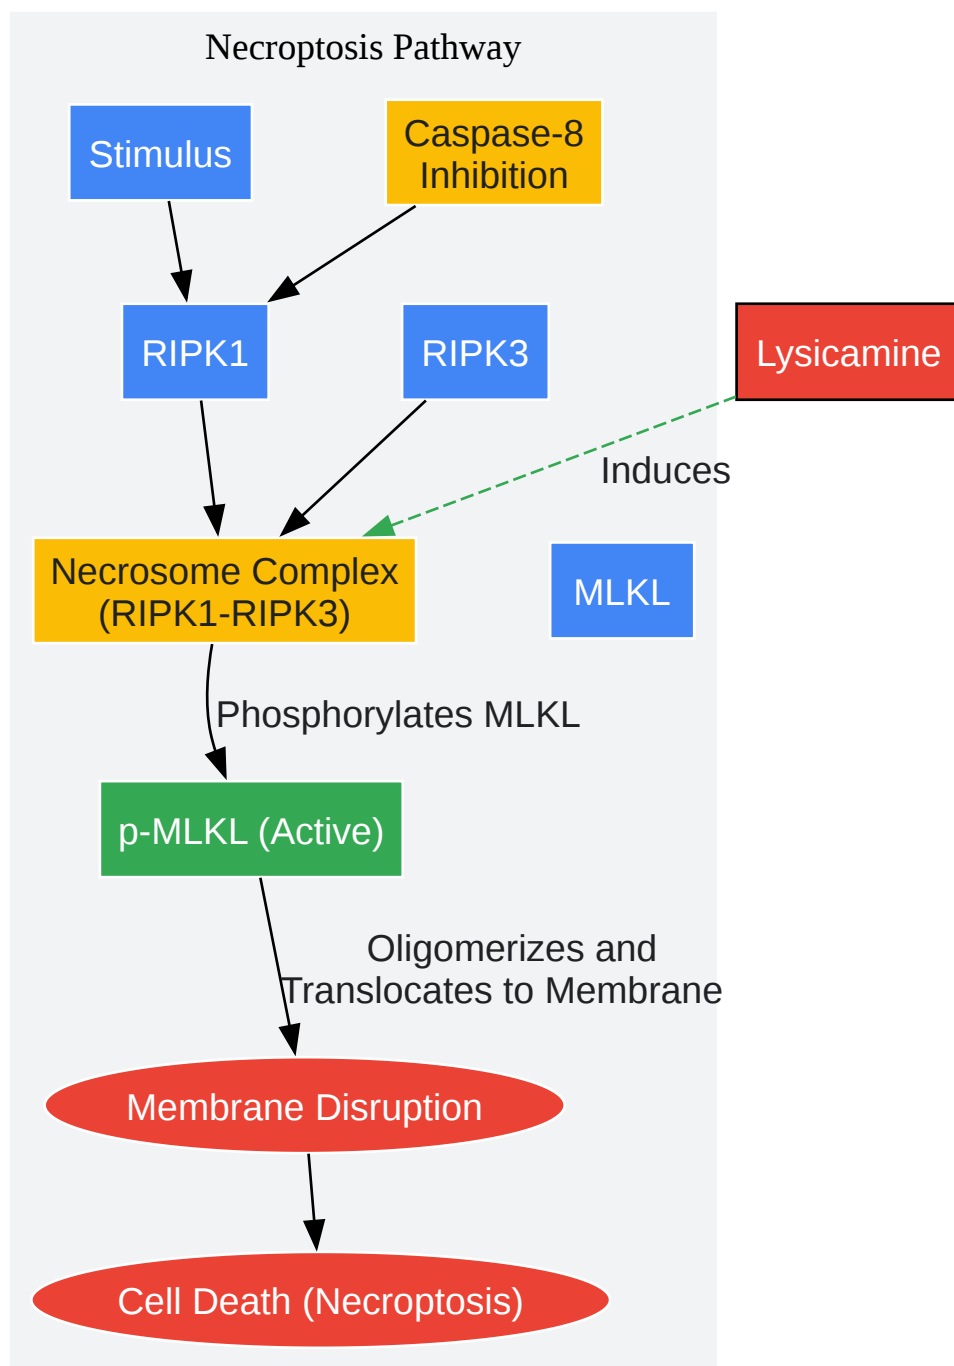 Necroptosis Pathway
Stimulus
Caspase-8
Inhibition
RIPK1
RIPK3
Lysicamine
Induces
Necrosome Complex
(RIPK1-RIPK3)
MLKL
Phosphorylates MLKL
p-MLKL (Active)
Oligomerizes and
Translocates to Membrane
Membrane Disruption
Cell Death (Necroptosis)